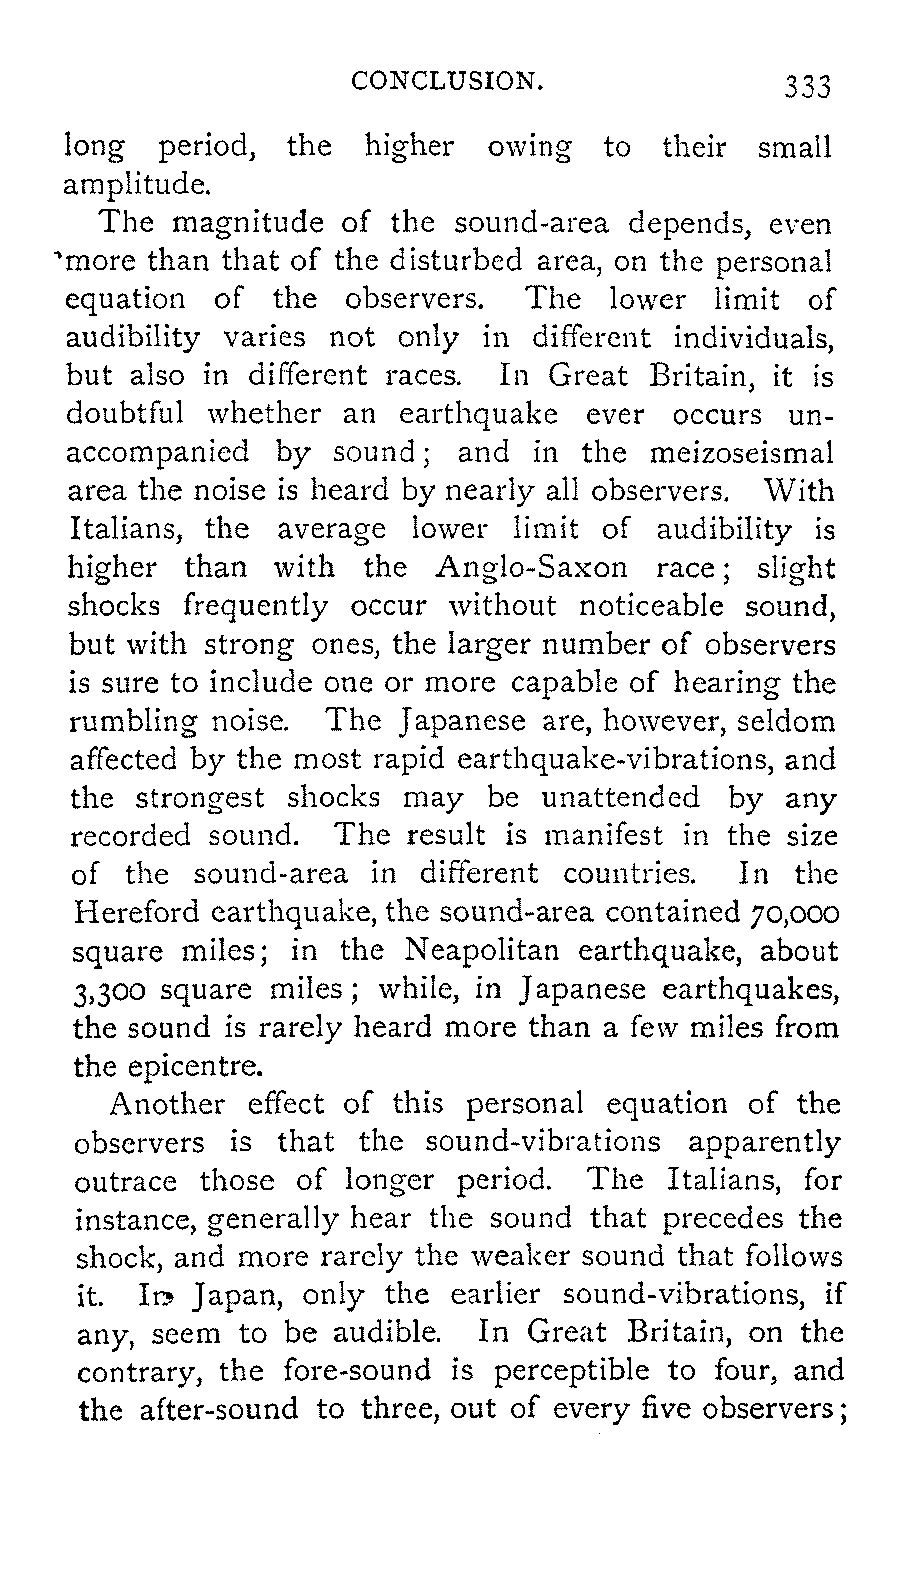 CONCLUSION. 333
long period, the higher owing to their small
amplitude.
The magnitude of the sound-area depends, even
more than that of the disturbed area, on the personal
equation of the observers. The lower limit of
audibility varies not only in different individuals,
but also in different races. In Great Britain, it is
doubtful whether an earthquake ever occurs un-
accompanied by sound; and in the meizoseismal
area the noise is heard by nearly all observers. With
Italians, the average lower limit of audibility is
higher than with the Anglo-Saxon race; slight
shocks frequently occur without noticeable sound,
but with strong ones, the larger number of observers
is sure to include one or more capable of hearing the
rumbling noise. The Japanese are, however, seldom
affected by the most rapid earthquake-vibrations, and
the strongest shocks may be unattended by any
recorded sound. The result is manifest in the size
of the sound-area in different countries. In the
Hereford earthquake, the sound-area contained 70,000
square miles; in the Neapolitan earthquake, about
3,300 square miles; while, in Japanese earthquakes,
the sound is rarely heard more than a few miles from
the epicentre.
Another effect of this personal equation of the
observers is that the sound-vibrations apparently
outrace those of longer period. The Italians, for
instance, generally hear the sound that precedes the
shock, and more rarely the weaker sound that follows
it. In Japan, only the earlier sound-vibrations, if
any, seem to be audible. In Great Britain, on the
contrary, the fore-sound is perceptible to four, and
the after-sound to three, out of every five observers;